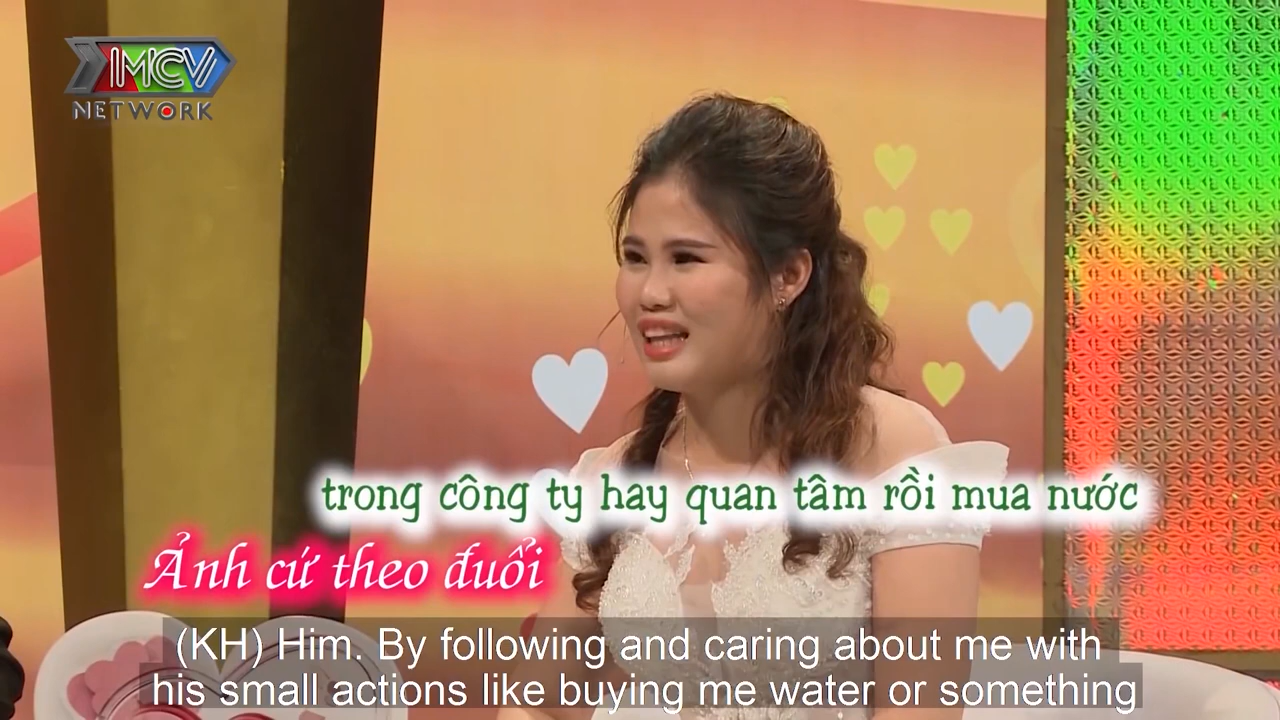 MCV
NETWORK
trong công ty hay quan tâm rồi mua nước
Ảnh cứ theo đuổi
(KH) Him. By following and caring about me with
his small actions like buying me water or something